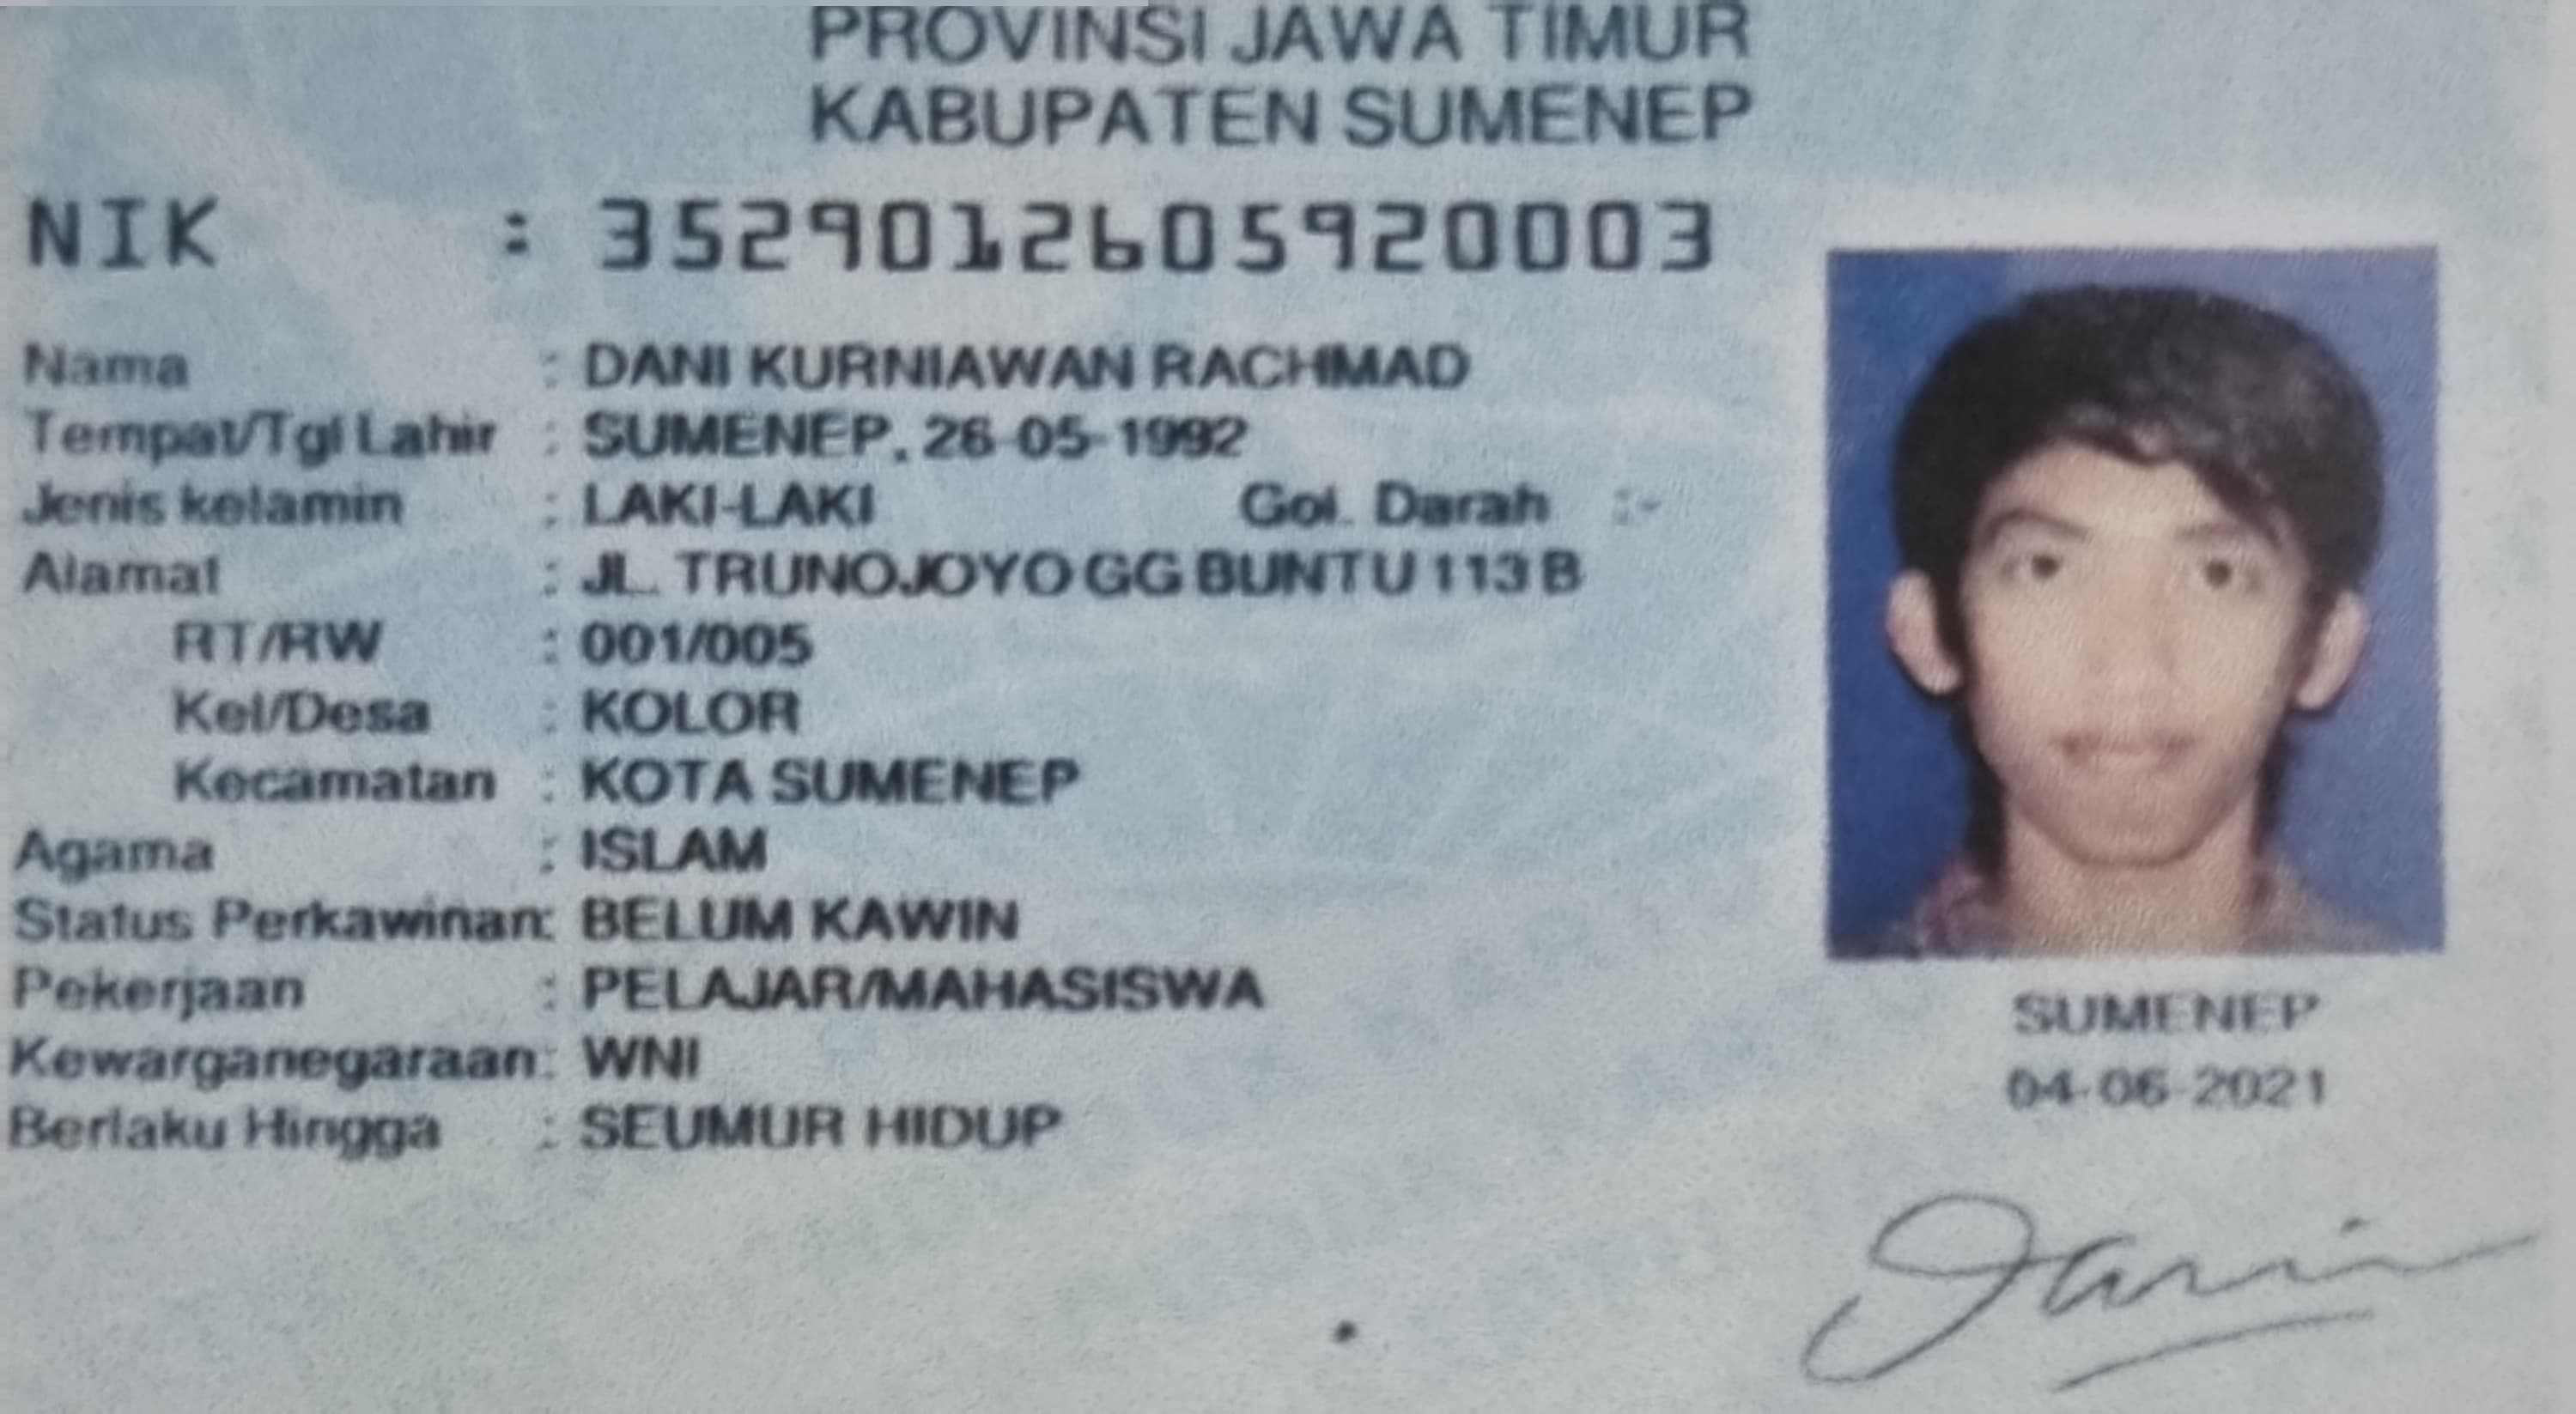 PROVINSI JAWA TIMUR
KABUPATEN SUMENEP
NIK : 3529012605920003
Nama : DANI KURNIAWAN RACHMAD
Tempat/Tgl Lahir : SUMENEP, 26-05-1992
Jenis kelamin : LAKI-LAKI Gol. Darah :-
Alamat : JL. TRUNOJOYO GG BUNTU 113 B
RT/RW : 001/005
Kel/Desa : KOLOR
Kecamatan : KOTA SUMENEP
Agama : ISLAM
Status Perkawinan: BELUM KAWIN
Pekerjaan : PELAJAR/MAHASISWA
Kewarganegaraan: WNI
Berlaku Hingga : SEUMUR HIDUP
SUMENEP
04-06-2021
Dani